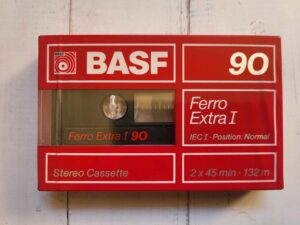 BASF
90
Ferro
Extra I
IEC I - Position: Normal
Ferro Extra I 90
Stereo Cassette
2 x 45 min · 132 m